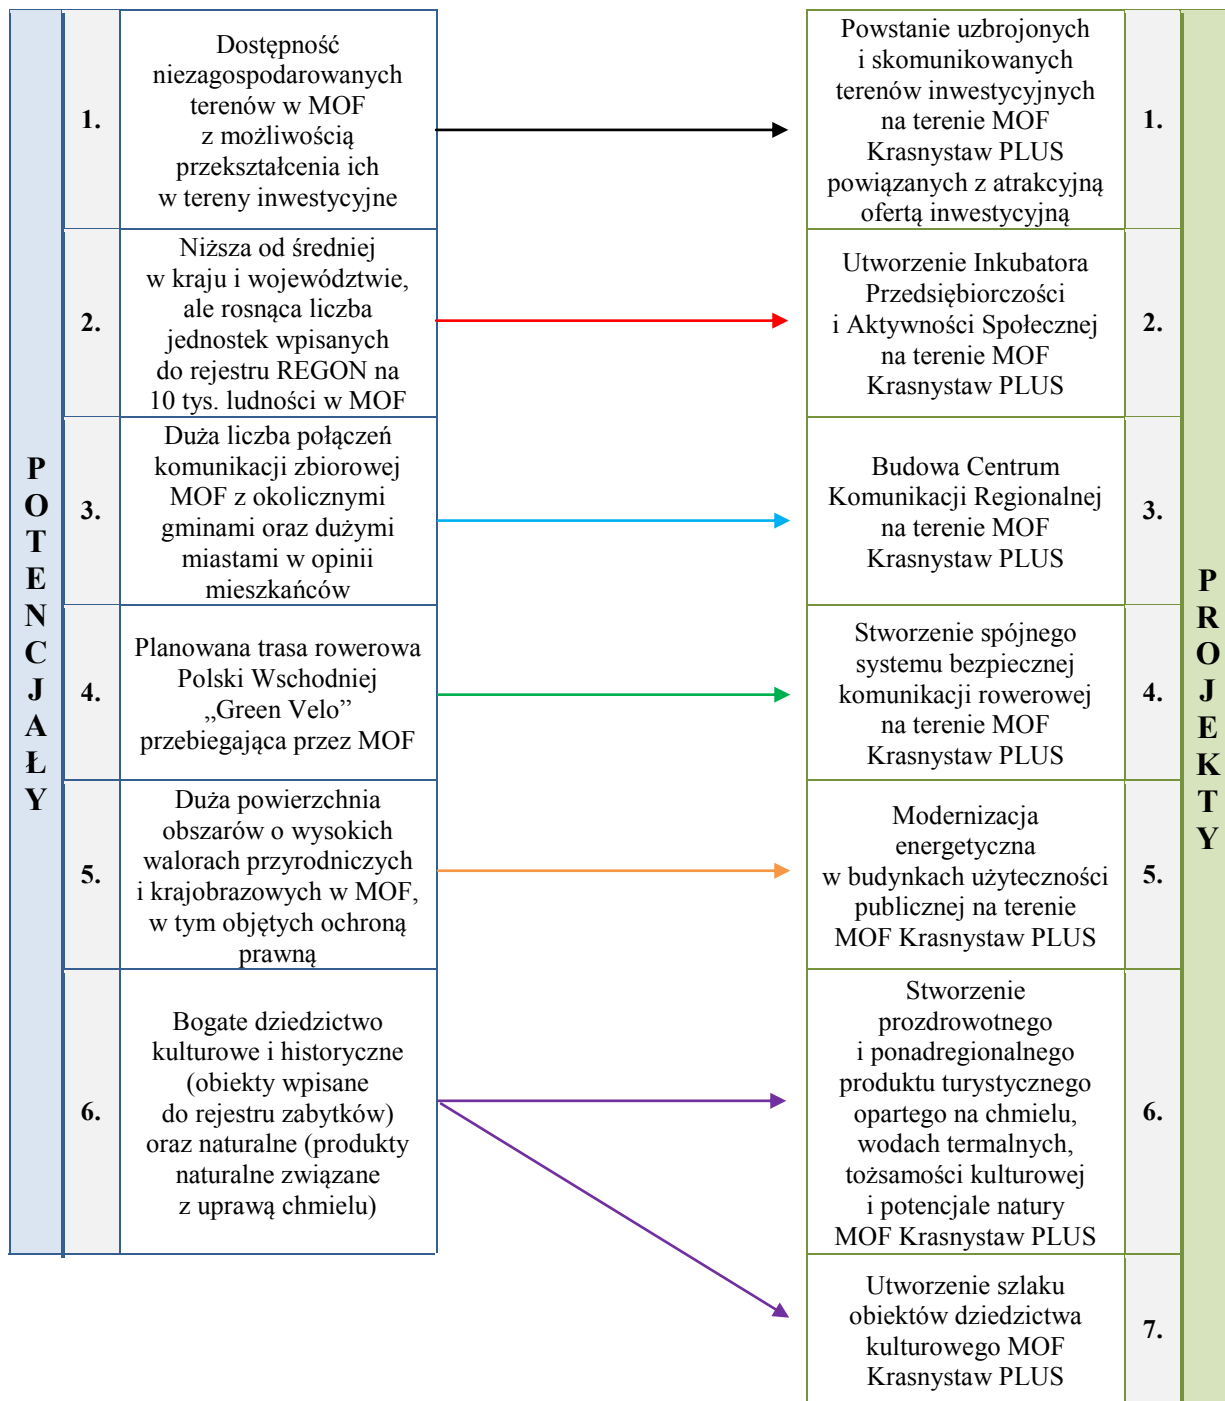 POTENCJAŁY
1.
Dostępność
niezagospodarowanych
terenów w MOF
z możliwością
przekształcenia ich
w tereny inwestycyjne
2.
Niższa od średniej
w kraju i województwie,
ale rosnąca liczba
jednostek wpisanych
do rejestru REGON na
10 tys. ludności w MOF
3.
Duża liczba połączeń
komunikacji zbiorowej
MOF z okolicznymi
gminami oraz dużymi
miastami w opinii
mieszkańców
4.
Planowana trasa rowerowa
Polski Wschodniej
„Green Velo”
przebiegająca przez MOF
5.
Duża powierzchnia
obszarów o wysokich
walorach przyrodniczych
i krajobrazowych w MOF,
w tym objętych ochroną
prawną
6.
Bogate dziedzictwo
kulturowe i historyczne
(obiekty wpisane
do rejestru zabytków)
oraz naturalne (produkty
naturalne związane
z uprawą chmielu)
Powstanie uzbrojonych
i skomunikowanych
terenów inwestycyjnych
na terenie MOF
Krasnystaw PLUS
powiązanych z atrakcyjną
ofertą inwestycyjną
1.
Utworzenie Inkubatora
Przedsiębiorczości
i Aktywności Społecznej
na terenie MOF
Krasnystaw PLUS
2.
Budowa Centrum
Komunikacji Regionalnej
na terenie MOF
Krasnystaw PLUS
3.
Stworzenie spójnego
systemu bezpiecznej
komunikacji rowerowej
na terenie MOF
Krasnystaw PLUS
4.
Modernizacja
energetyczna
w budynkach użyteczności
publicznej na terenie
MOF Krasnystaw PLUS
5.
Stworzenie
prozdrowotnego
i ponadregionalnego
produktu turystycznego
opartego na chmielu,
wodach termalnych,
tożsamości kulturowej
i potencjale natury
MOF Krasnystaw PLUS
6.
Utworzenie szlaku
obiektów dziedzictwa
kulturowego MOF
Krasnystaw PLUS
7.
PROJEKTY